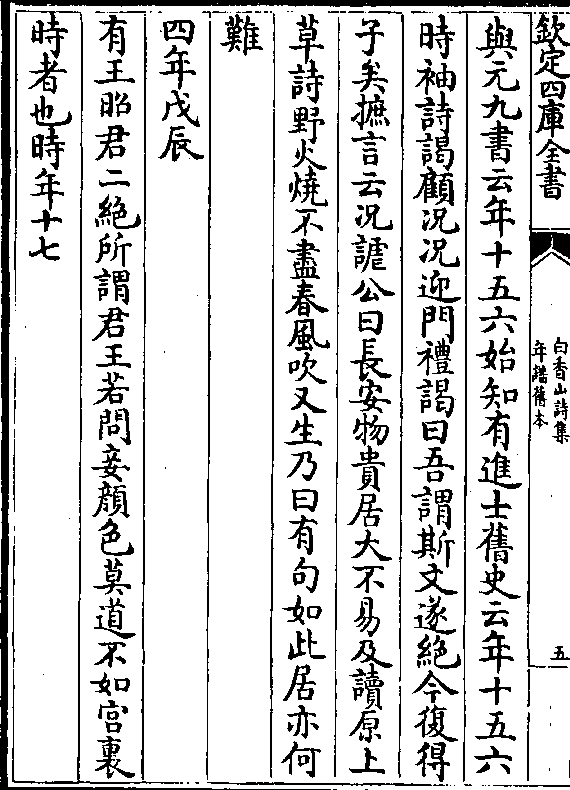 欽定四庫全書
白香山詩集
年譜舊本
五
與元九書云年十五六始知有進士舊史云年十五六
時袖詩謁顧況況迎門禮謁曰吾謂斯文遂絕今復得
子矣摭言云況謔公曰長安物貴居大不易及讀原上
草詩野火燒不盡春風吹又生乃曰有句如此居亦何
難
四年戊辰
有王昭君二絕所謂君王若問妾顔色莫道不如宫裏
時者也時年十七